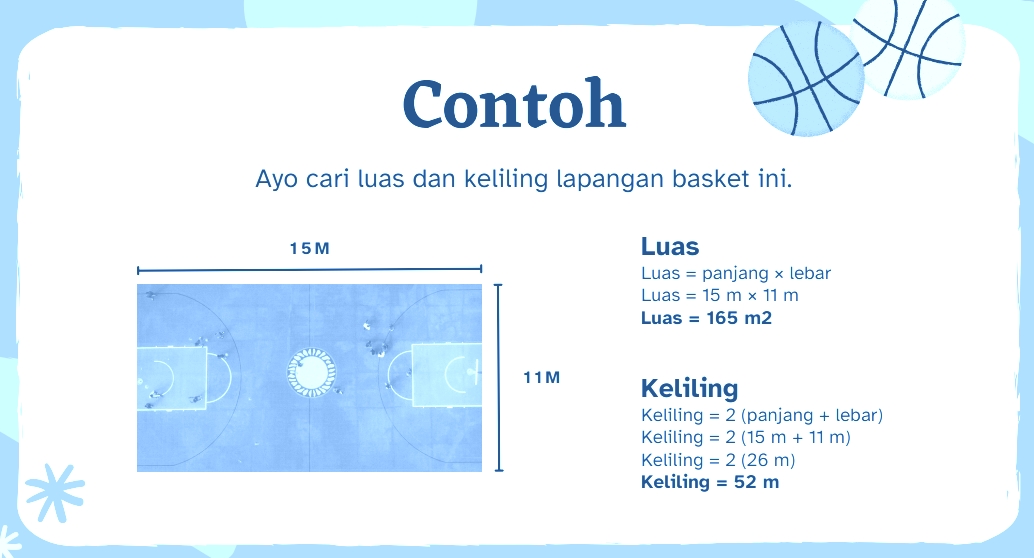 Contoh
Ayo cari luas dan keliling lapangan basket ini.
15M
11M
Luas
Luas = panjang × lebar
Luas = 15 m × 11 m
Luas = 165 m2
Keliling
Keliling = 2 (panjang + lebar)
Keliling = 2 (15 m + 11 m)
Keliling = 2 (26 m)
Keliling = 52 m